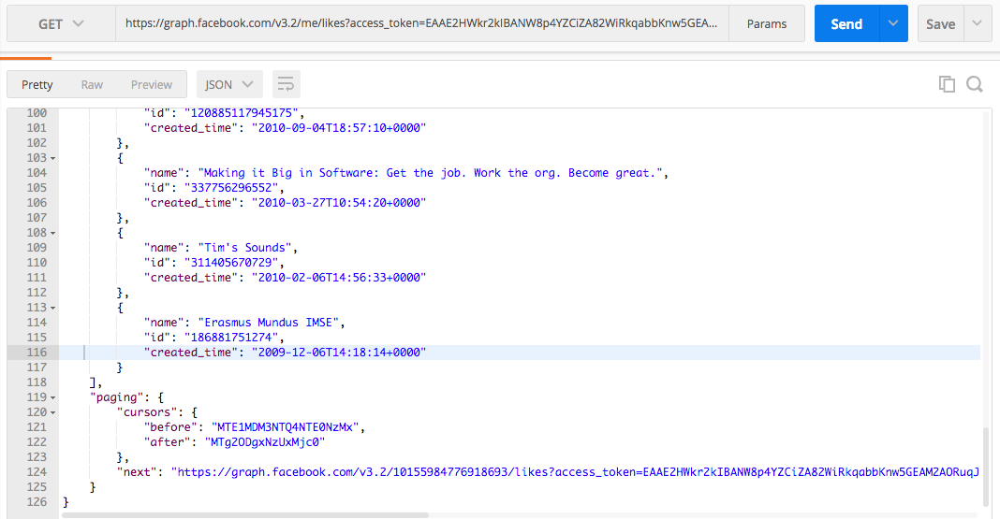 GET https://graph.facebook.com/v3.2/me/likes?access_token=EAAE2HWkr2kIBANW8p4YZCiZA82WiRkqabbKnw5GEA... Params Send Save
Pretty Raw Preview JSON
100 "id": "120885117945175",
101 "created_time": "2010-09-04T18:57:10+0000"
102 },
103 {
104 "name": "Making it Big in Software: Get the job. Work the org. Become great.",
105 "id": "337756296552",
106 "created_time": "2010-03-27T10:54:20+0000"
107 },
108 {
109 "name": "Tim's Sounds",
110 "id": "311405670729",
111 "created_time": "2010-02-06T14:56:33+0000"
112 },
113 {
114 "name": "Erasmus Mundus IMSE",
115 "id": "186881751274",
116 "created_time": "2009-12-06T14:18:14+0000"
117 }
118 ],
119 "paging": {
120 "cursors": {
121 "before": "MTE1MDM3NTQ4NTE0NzMx",
122 "after": "MTg2ODgxNzUxMjc0"
123 },
124 "next": "https://graph.facebook.com/v3.2/10155984776918693/likes?access_token=EAAE2HWkr2kIBANW8p4YZCiZA82WiRkqabbKnw5GEAMZAORuqJ
125 }
126 }